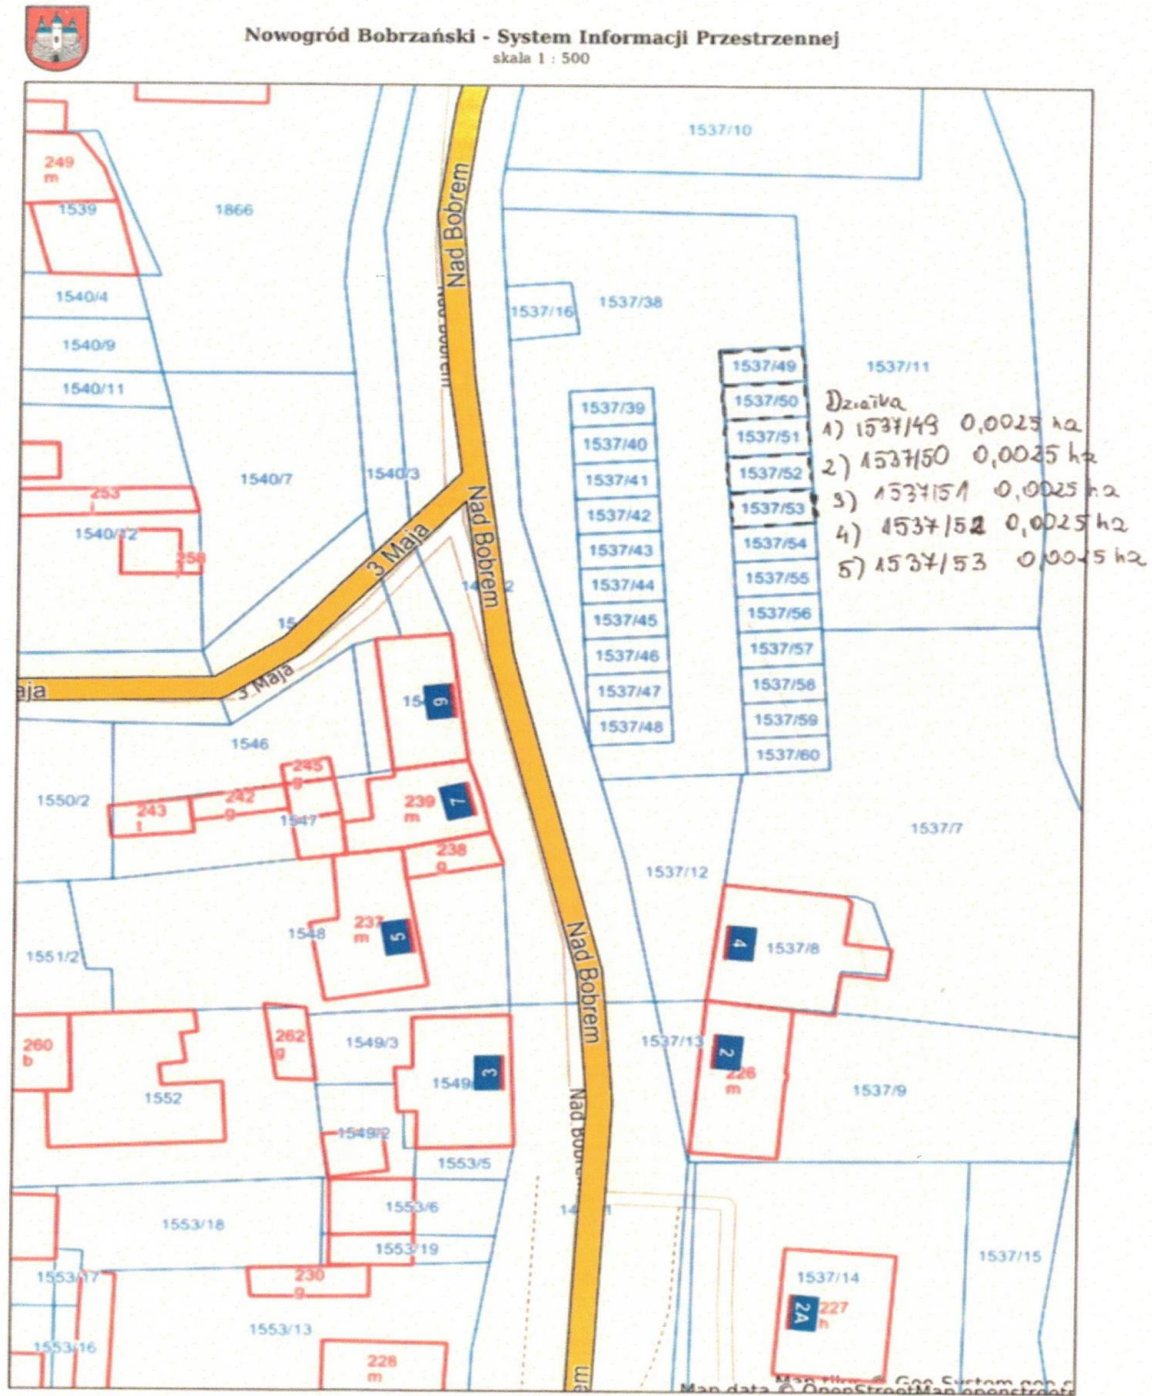 Nowogród Bobrzański - System Informacji Przestrzennej
skala 1 : 500
1537/10
249
m
Nad Bobrem
1539
1866
1540/4
1537/16
1537/38
1540/9
1537/49
1537/11
1540/11
1537/39
1537/50
Działka
1) 1537/49 0,0025 ha
1537/40
1537/51
2) 1537/50 0,0025 ha
1540/7
1540/3
1537/41
1537/52
3) 1537/51 0,0025 ha
253
i
1537/42
1537/53
4) 1537/52 0,0025 ha
1540/12
258
3 Maja
Nad Bobrem
1537/43
1537/54
5) 1537/53 0,0025 ha
1537/44
1537/55
1537/45
1537/56
1537/46
1537/57
3 Maja
1537/47
1537/58
6
1537/48
1537/59
1546
1537/60
245
g
1550/2
243
t
242
g
1547
239
m
7
1537/7
238
g
1537/12
237
m
5
1548
Nad Bobrem
4
1537/8
1551/2
260
b
262
g
1549/3
1537/13
2
226
m
3
1552
1537/9
1549/2
1553/5
1553/6
1553/18
1553/19
1537/15
1553/17
230
g
1537/14
2A
227
h
1553/13
1553/16
228
m
Map data © OpenStreetMap